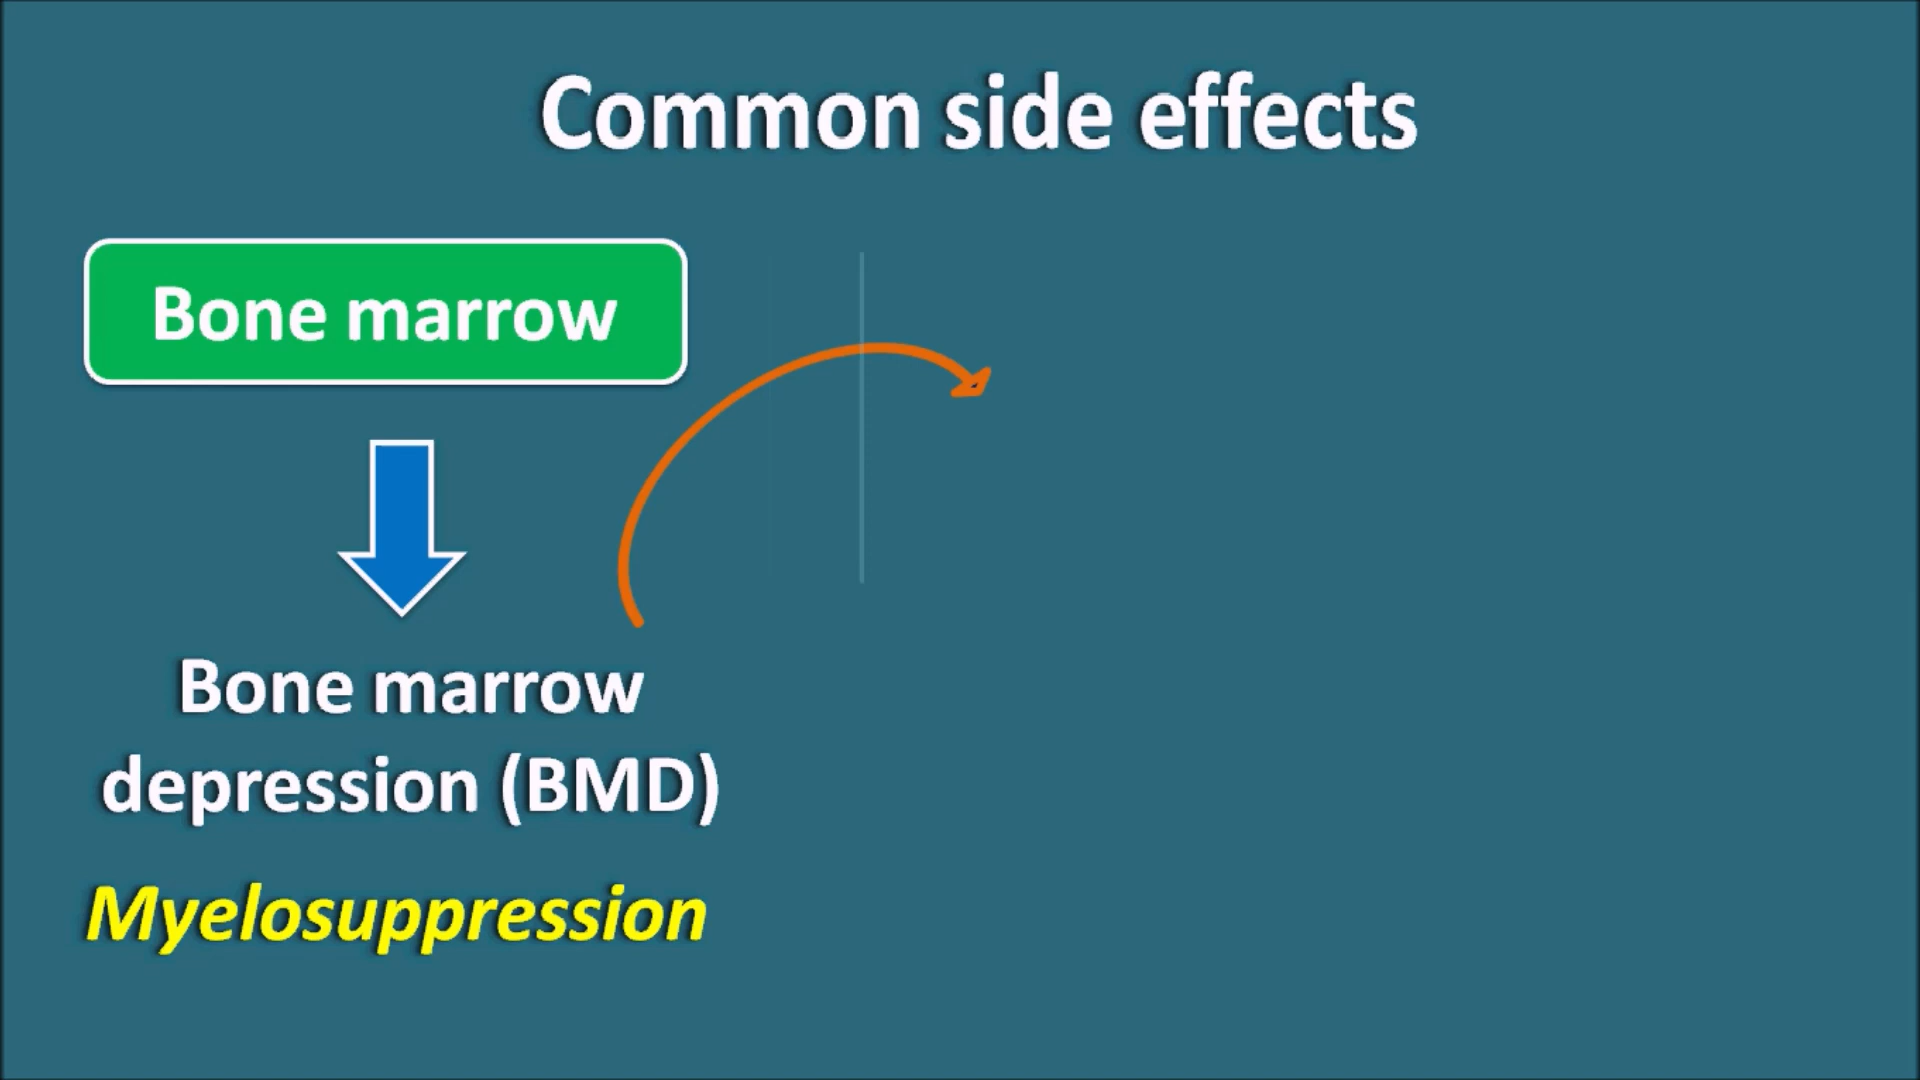 Common side effects
Bone marrow
Bone marrow
depression (BMD)
Myelosuppression